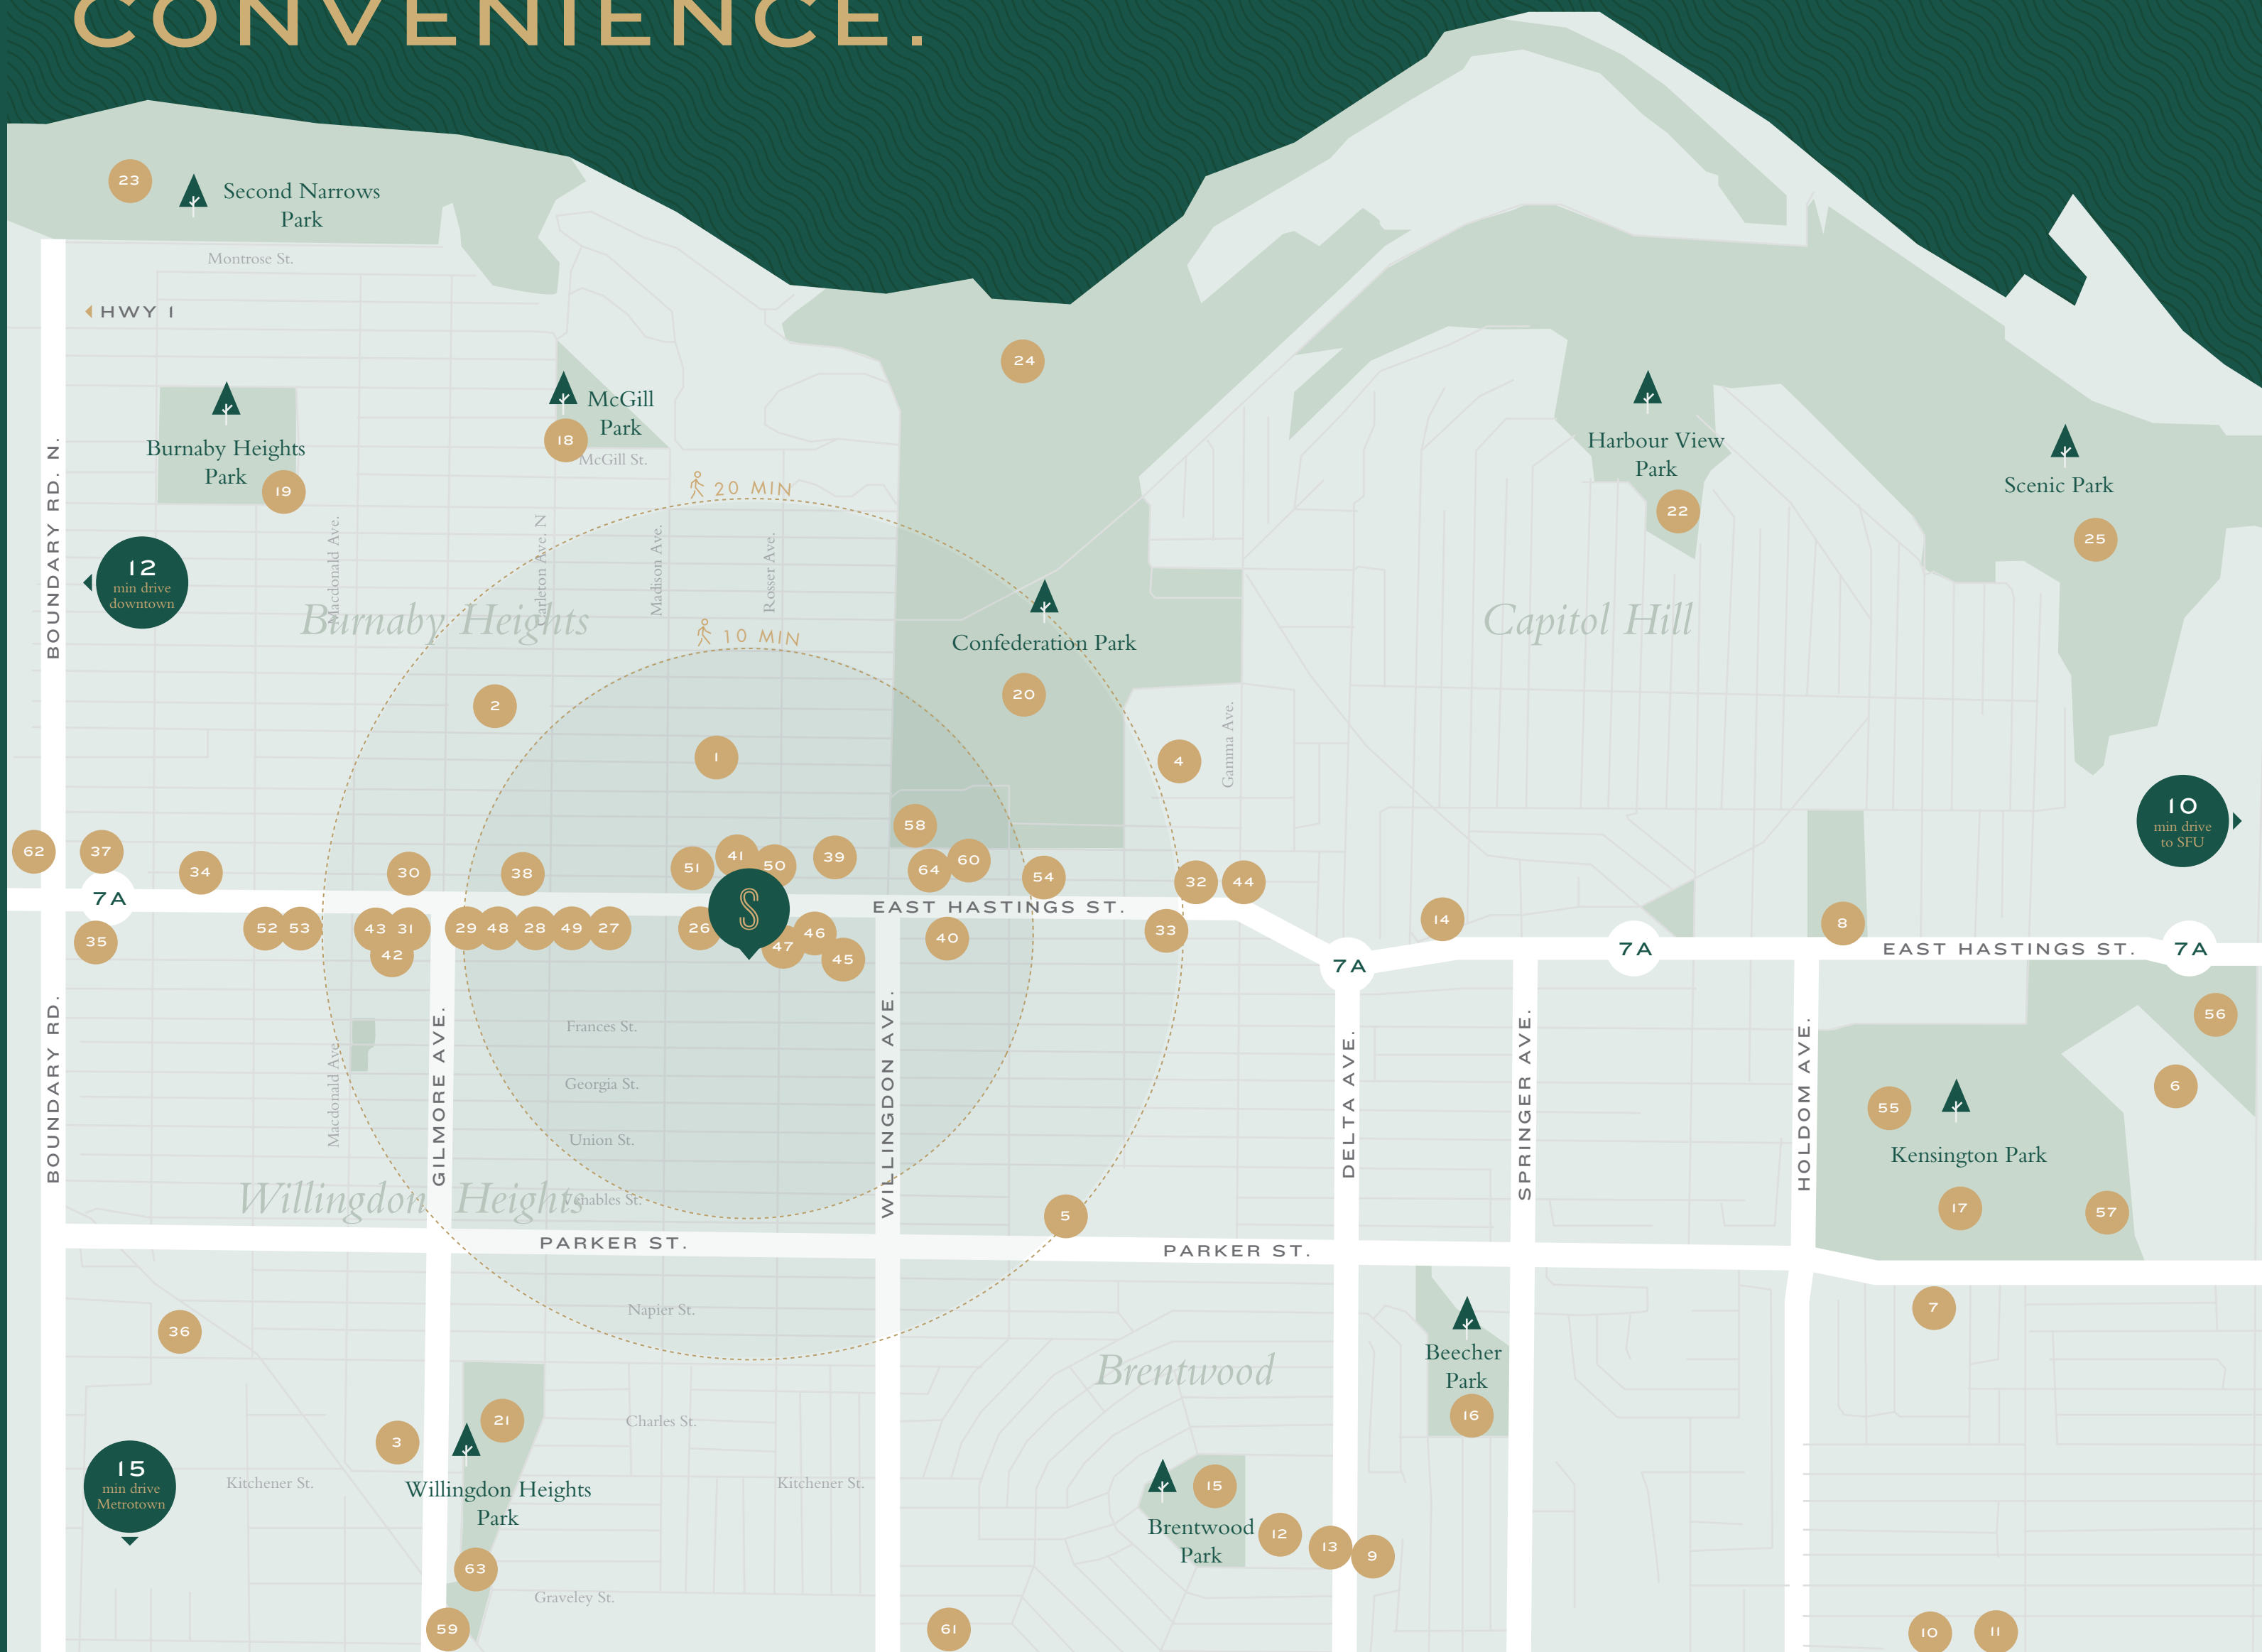 CONVENIENCE.
23
Second Narrows
Park
Montrose St.
HWY 1
24
McGill
Park
18
McGill St.
Burnaby Heights
Park
19
Harbour View
Park
22
Scenic Park
25
BOUNDARY RD. N.
20 MIN
12
min drive
downtown
Macdonald Ave.
Carleton Ave. N
Madison Ave.
Rosser Ave.
Burnaby Heights
10 MIN
Confederation Park
20
Capitol Hill
2
1
4
Gamma Ave.
10
min drive
to SFU
58
62
37
34
30
38
51
41
50
39
64
60
54
32
44
7A
S
EAST HASTINGS ST.
35
52
53
43
31
42
29
48
28
49
27
26
47
46
45
40
33
14
8
7A
7A
EAST HASTINGS ST.
7A
56
6
55
Kensington Park
17
57
BOUNDARY RD.
Macdonald Ave.
GILMORE AVE.
Frances St.
Georgia St.
Union St.
Venables St.
WILLINGDON AVE.
DELTA AVE.
SPRINGER AVE.
HOLDOM AVE.
Willingdon Heights
5
PARKER ST.
PARKER ST.
7
36
Napier St.
Brentwood
Beecher
Park
16
3
21
Charles St.
15
min drive
Metrotown
Kitchener St.
Willingdon Heights
Park
Kitchener St.
15
Brentwood
Park
12
13
9
63
Graveley St.
59
61
10
11